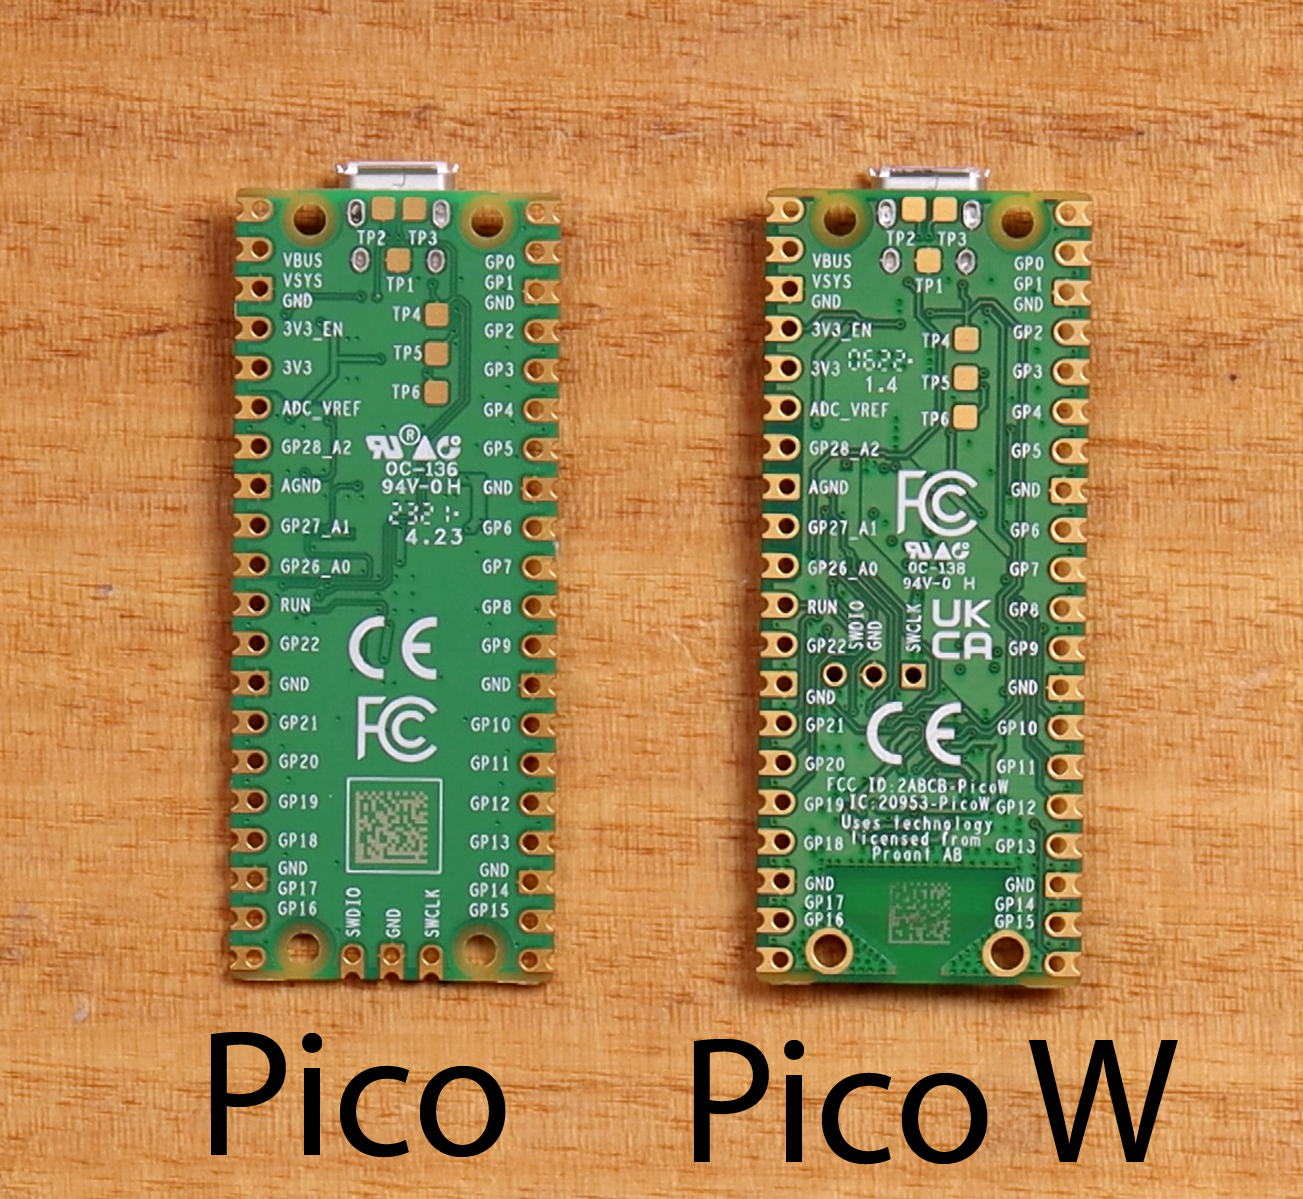 TP2 TP3
VBUS
VSYS
GND
3V3_EN
3V3
ADC_VREF
GP28_A2
AGND
GP27_A1
GP26_A0
RUN
GP22
GND
GP21
GP20
GP19
GP18
GND
GP17
GP16
TP1
TP4
TP5
TP6
OC-136
94V-0H
2321
4.23
CE
FC
SWDIO
GND
SWCLK
GP0
GP1
GND
GP2
GP3
GP4
GP5
GND
GP6
GP7
GP8
GP9
GND
GP10
GP11
GP12
GP13
GND
GP14
GP15
Pico
TP2 TP3
VBUS
VSYS
GND
3V3_EN
3V3
ADC_VREF
GP28_A2
AGND
GP27_A1
GP26_A0
RUN
GP22
GND
GP21
GP20
GP19
GP18
GND
GP17
GP16
TP1
TP4
TP5
TP6
0622
1.4
FC
OC-138
94V-0 H
SWDIO
GND
SWCLK
UK
CA
CE
FCC ID:2ABCB-PicoW
IC:20953-PicoW
Uses technology
licensed from
Proant AB
GP0
GP1
GND
GP2
GP3
GP4
GP5
GND
GP6
GP7
GP8
GP9
GND
GP10
GP11
GP12
GP13
GND
GP14
GP15
Pico W